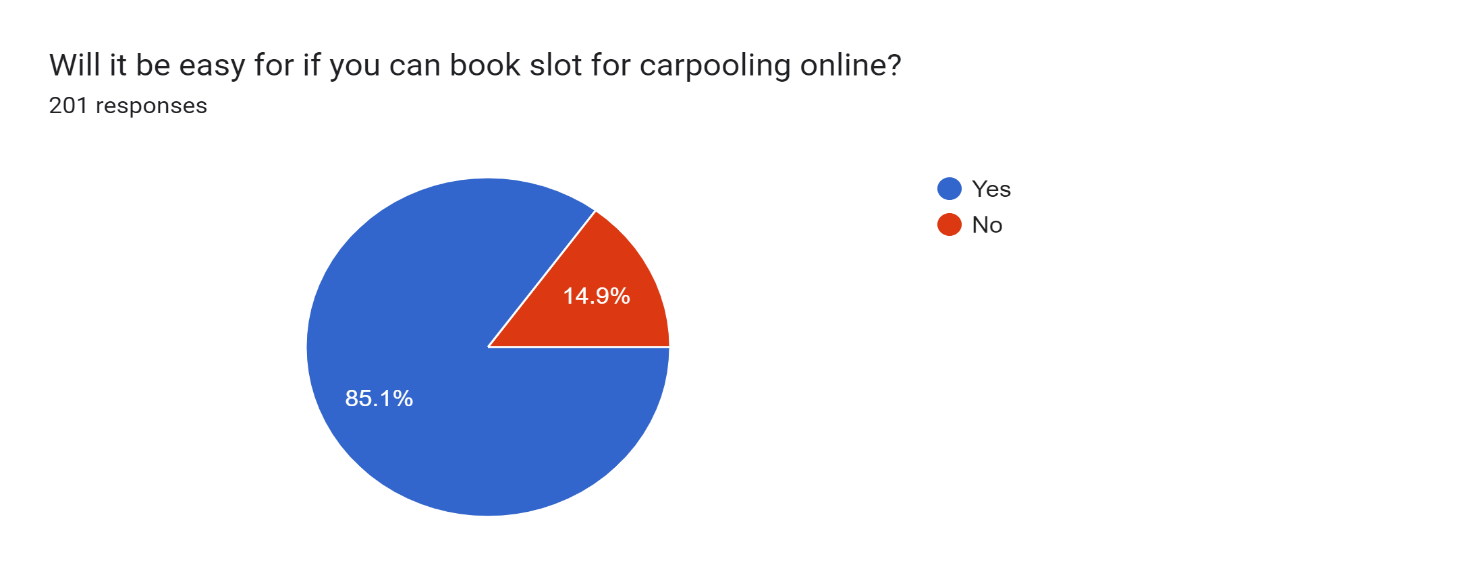 Will it be easy for if you can book slot for carpooling online?
201 responses
Yes
No
14.9%
85.1%